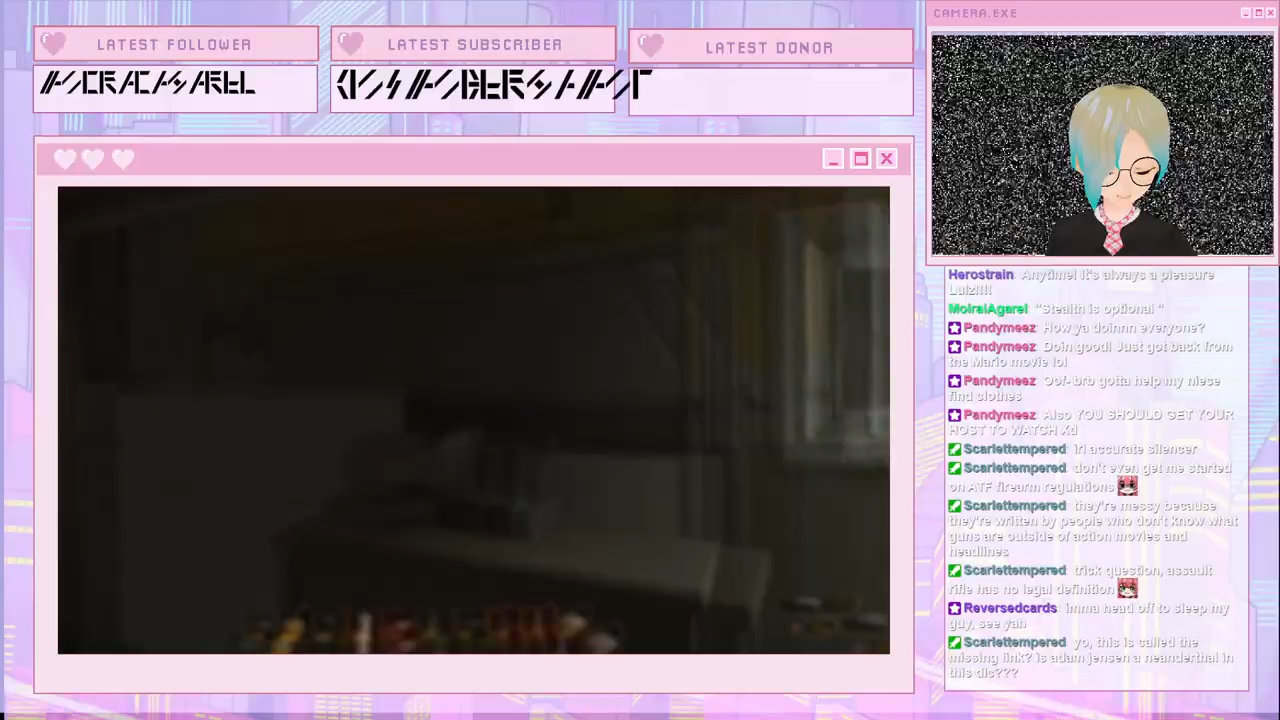 LATEST FOLLOWER
LATEST SUBSCRIBER
LATEST DONOR
CAMERA.EXE
Herostrain: Anytime! It's always a pleasure
Luiz!!!!
MoiraiAgarel: "Stealth is optional "
Pandymeez: How ya doinnn everyone?
Pandymeez: Doin good! Just got back from
the Mario movie lol
Pandymeez: Oof- brb gotta help my niece
find clothes
Pandymeez: Also YOU SHOULD GET YOUR
HOST TO WATCH Xd
Scarlettempered: irl accurate silencer
Scarlettempered: don't even get me started
on ATF firearm regulations
Scarlettempered: they're messy because
they're written by people who don't know what
guns are outside of action movies and
headlines
Scarlettempered: trick question, assault
rifle has no legal definition
Reversedcards: imma head off to sleep my
guy, see yah
Scarlettempered: yo, this is called the
missing link? is adam jensen a neanderthal in
this dlc???